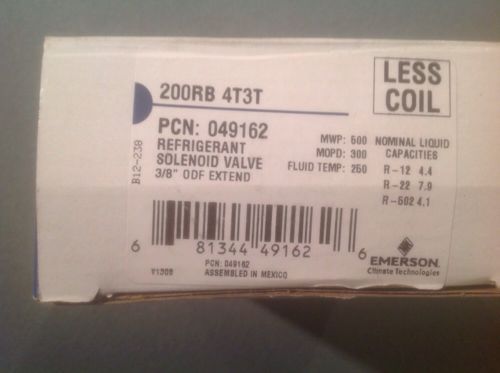 200RB 4T3T
LESS
COIL
PCN: 049162
REFRIGERANT
SOLENOID VALVE
3/8" ODF EXTEND
MWP: 500
MOPD: 300
FLUID TEMP: 250
NOMINAL LIQUID
CAPACITIES
R-12 4.4
R-22 7.9
R-502 4.1
B12-238
6 81344 49162 6
PCN: 049162
ASSEMBLED IN MEXICO
EMERSON
Climate Technologies